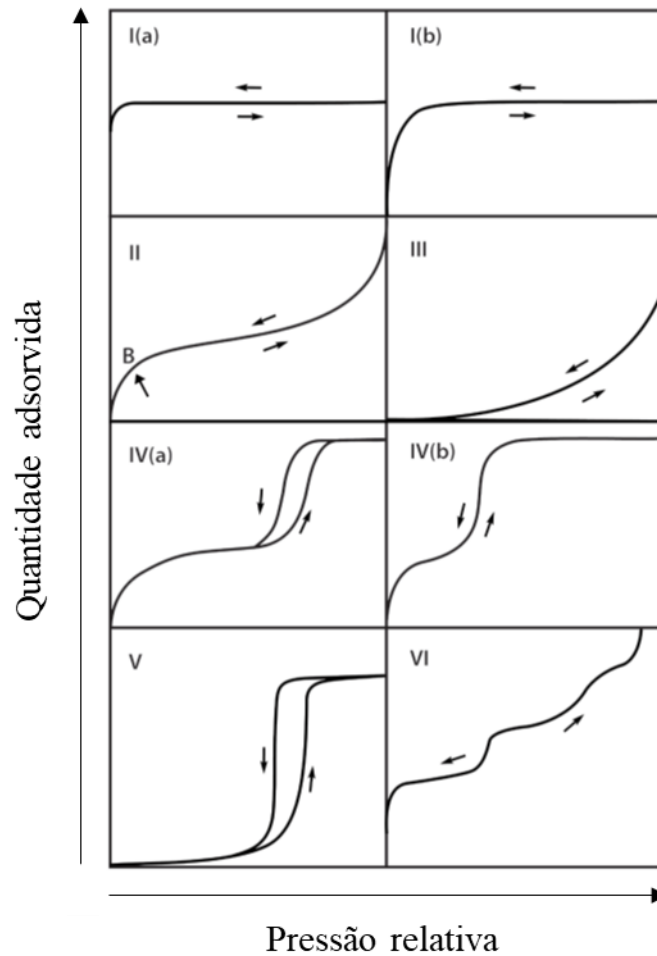 Quantidade adsorvida
I(a)
I(b)
II
B
III
IV(a)
IV(b)
V
VI
Pressão relativa